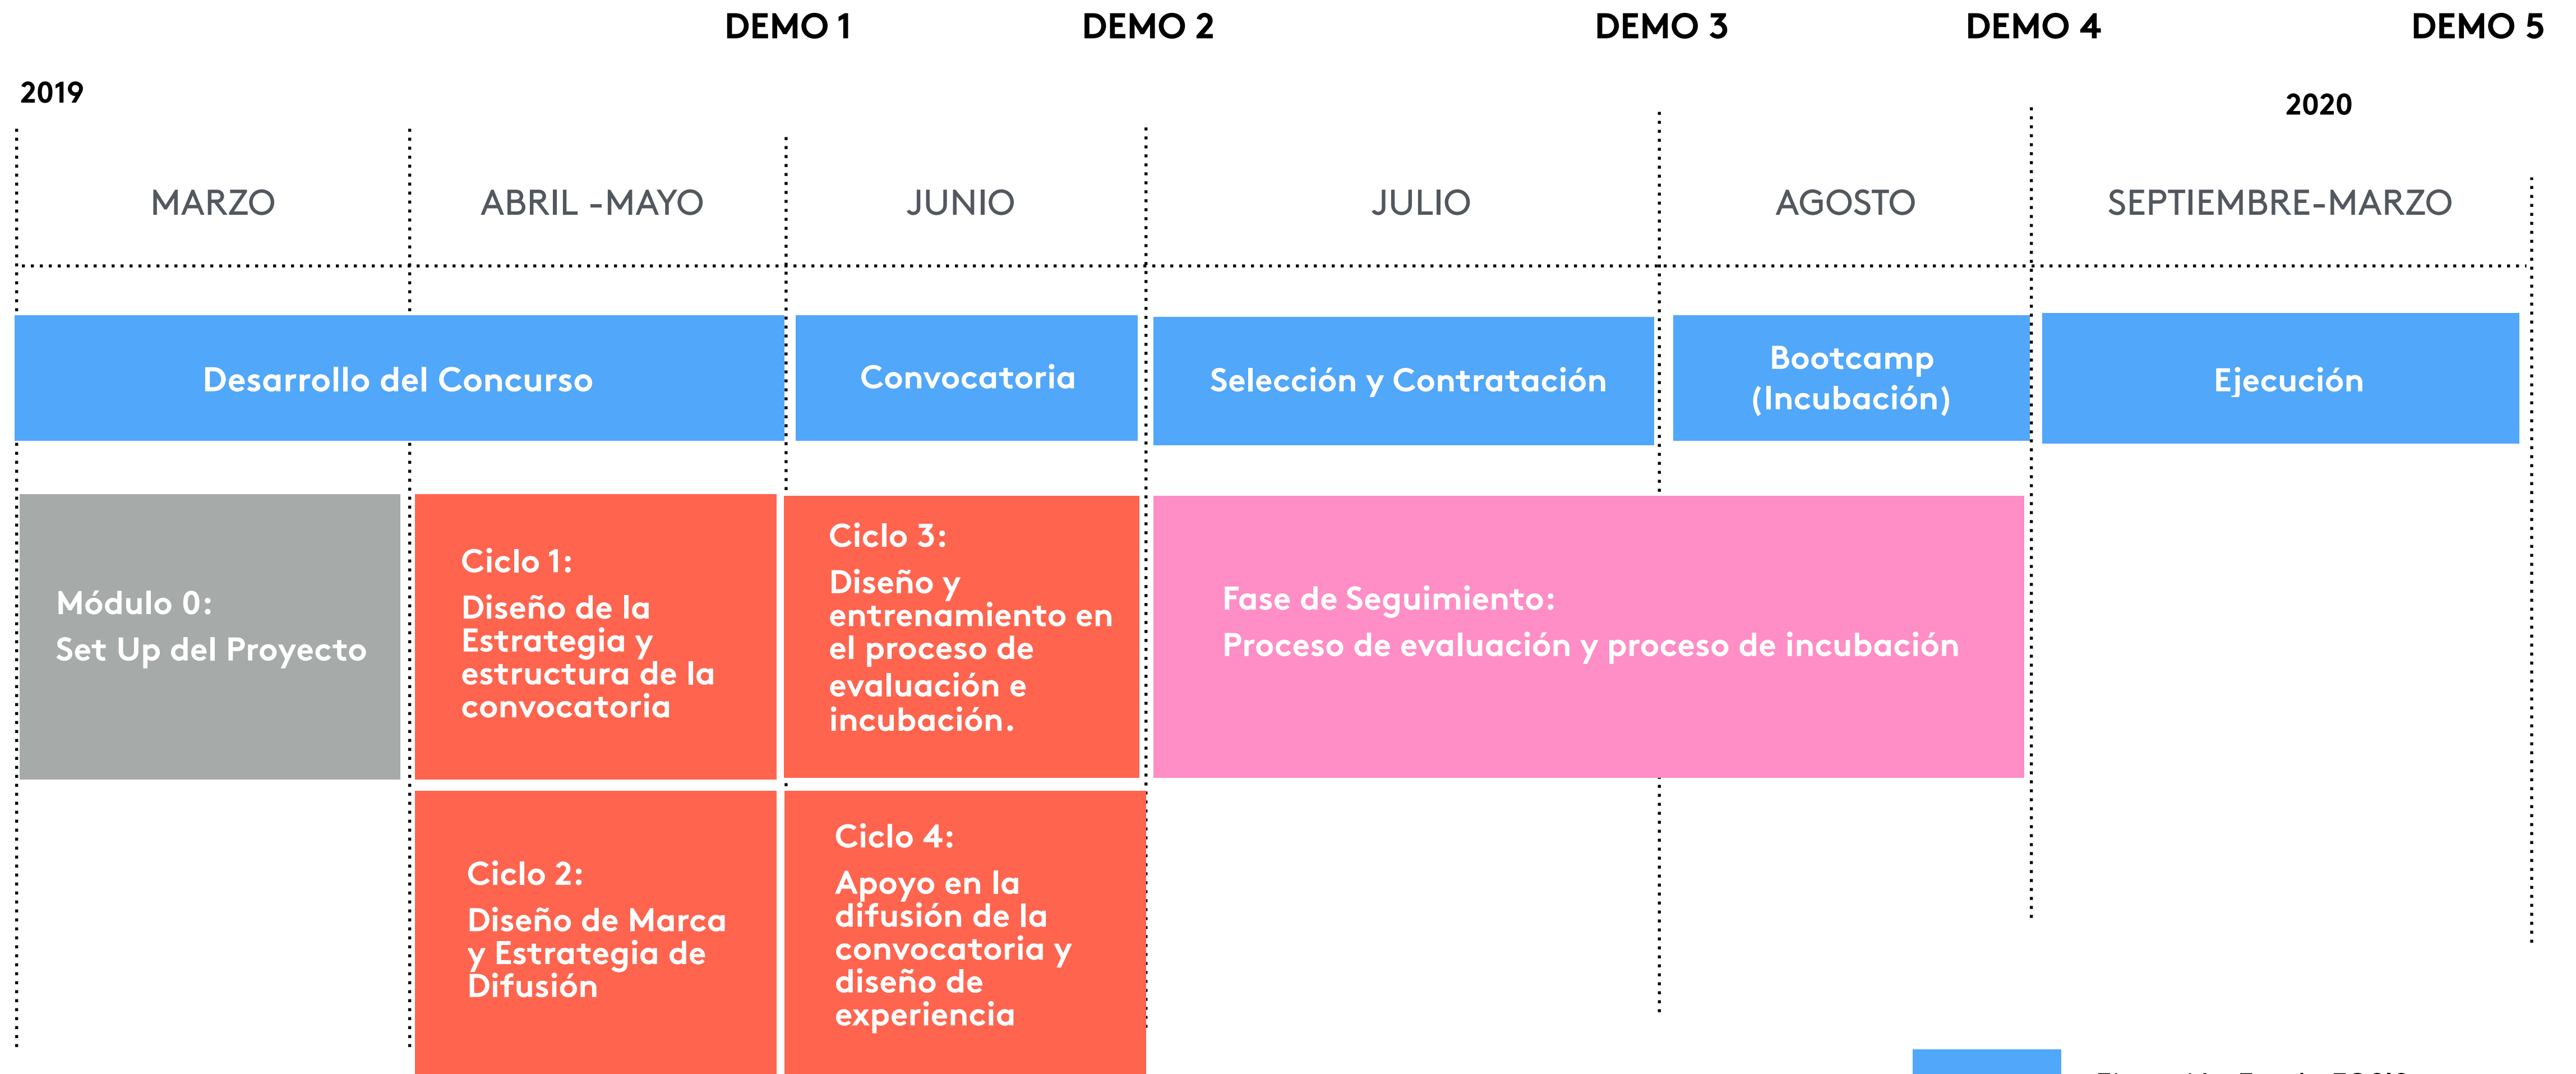 DEMO 1
DEMO 2
DEMO 3
DEMO 4
DEMO 5
2019
2020
MARZO
ABRIL -MAYO
JUNIO
JULIO
AGOSTO
SEPTIEMBRE-MARZO
Desarrollo del Concurso
Convocatoria
Selección y Contratación
Bootcamp
(Incubación)
Ejecución
Módulo 0:
Set Up del Proyecto
Ciclo 1:
Diseño de la
Estrategia y
estructura de la
convocatoria
Ciclo 3:
Diseño y
entrenamiento en
el proceso de
evaluación e
incubación.
Fase de Seguimiento:
Proceso de evaluación y proceso de incubación
Ciclo 2:
Diseño de Marca
y Estrategia de
Difusión
Ciclo 4:
Apoyo en la
difusión de la
convocatoria y
diseño de
experiencia